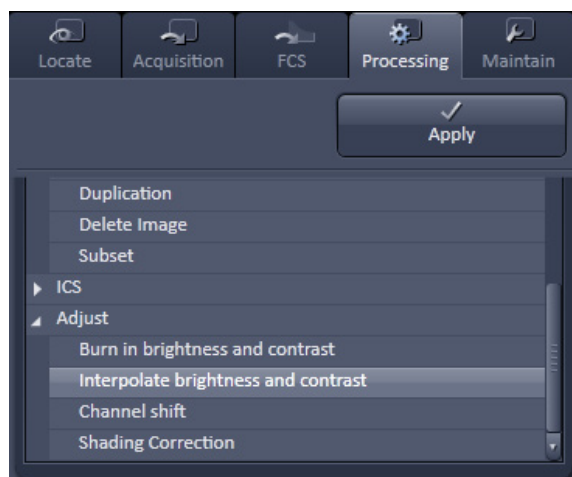 Locate Acquisition FCS Processing Maintain
Apply
Duplication
Delete Image
Subset
ICS
Adjust
Burn in brightness and contrast
Interpolate brightness and contrast
Channel shift
Shading Correction